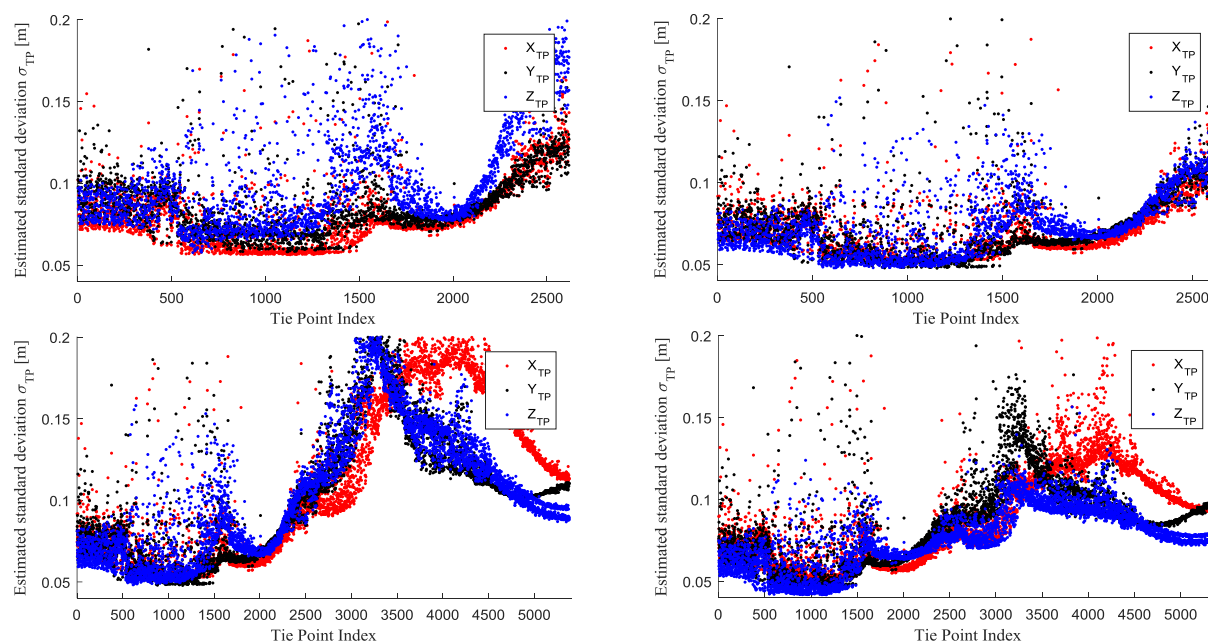 Estimated standard deviation σTP [m]
0.2
0.15
0.1
0.05
0 500 1000 1500 2000 2500
Tie Point Index
XTP
YTP
ZTP
Estimated standard deviation σTP [m]
0.2
0.15
0.1
0.05
0 500 1000 1500 2000 2500
Tie Point Index
XTP
YTP
ZTP
Estimated standard deviation σTP [m]
0.2
0.15
0.1
0.05
0 500 1000 1500 2000 2500 3000 3500 4000 4500 5000
Tie Point Index
XTP
YTP
ZTP
Estimated standard deviation σTP [m]
0.2
0.15
0.1
0.05
0 500 1000 1500 2000 2500 3000 3500 4000 4500 5000
Tie Point Index
XTP
YTP
ZTP